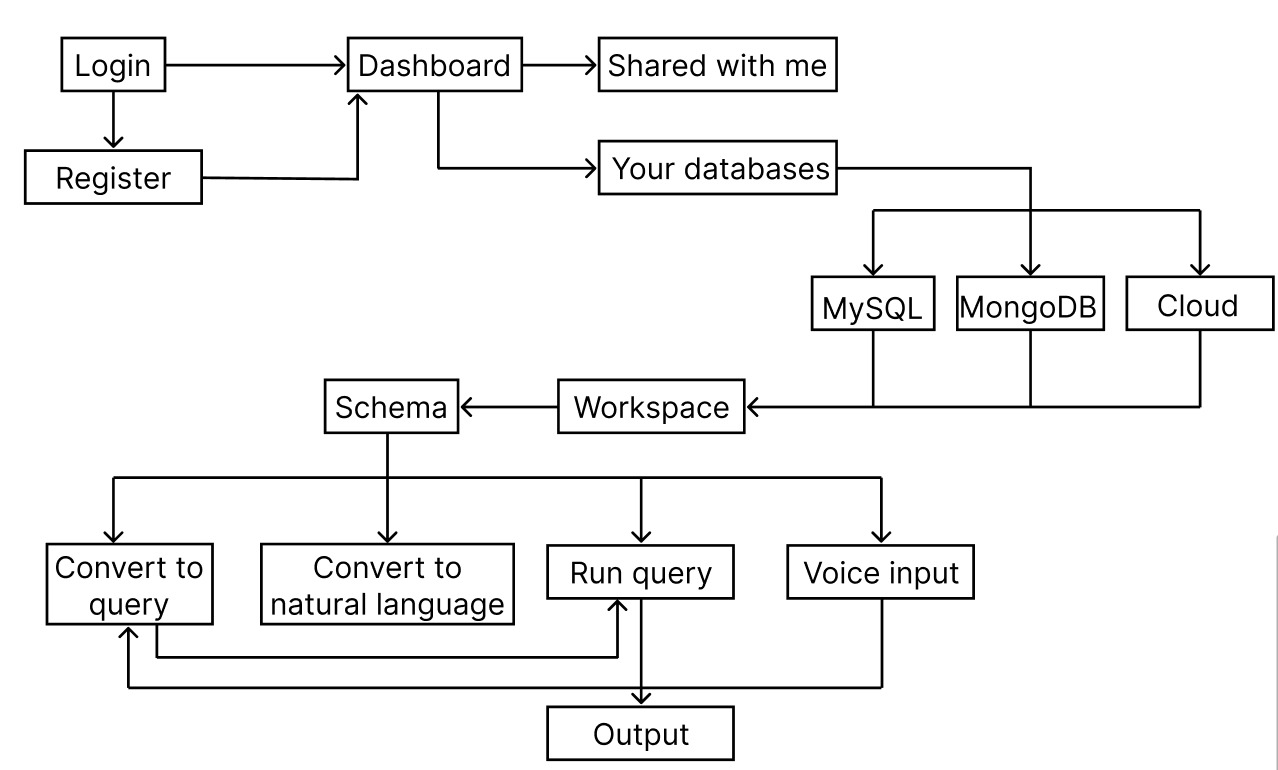 Login
Dashboard
Shared with me
Register
Your databases
MySQL
MongoDB
Cloud
Schema
Workspace
Convert to
query
Convert to
natural language
Run query
Voice input
Output